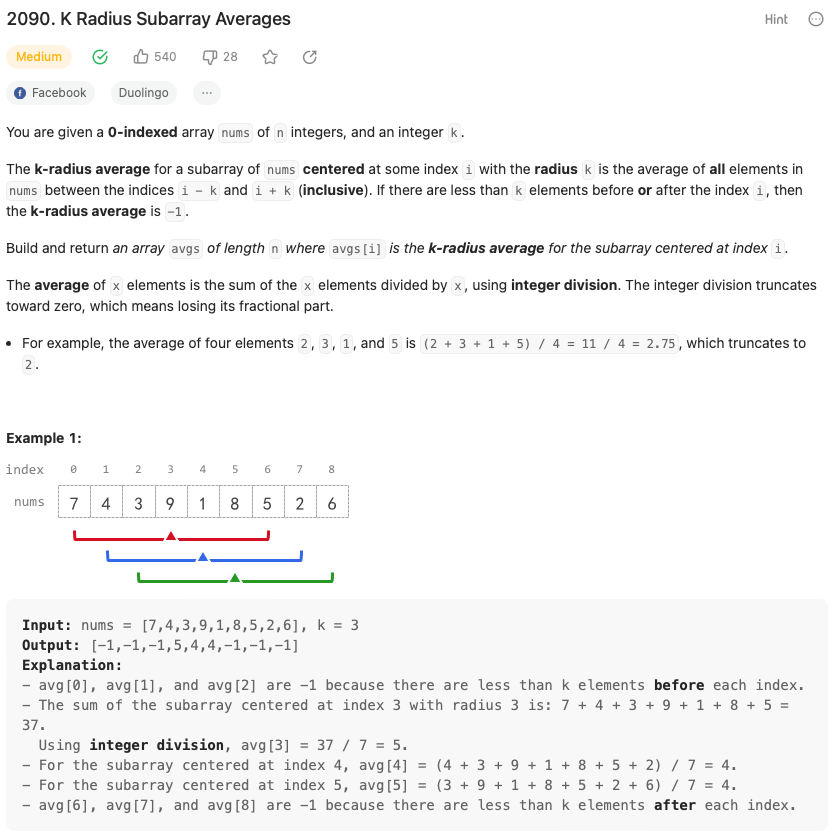 2090. K Radius Subarray Averages
Hint
Medium
540
28
Facebook
Duolingo
...
You are given a 0-indexed array nums of n integers, and an integer k.
The k-radius average for a subarray of nums centered at some index i with the radius k is the average of all elements in
nums between the indices i - k and i + k (inclusive). If there are less than k elements before or after the index i, then
the k-radius average is -1.
Build and return an array avgs of length n where avgs[i] is the k-radius average for the subarray centered at index i.
The average of x elements is the sum of the x elements divided by x, using integer division. The integer division truncates
toward zero, which means losing its fractional part.
• For example, the average of four elements 2, 3, 1, and 5 is (2 + 3 + 1 + 5) / 4 = 11 / 4 = 2.75, which truncates to
2.
Example 1:
index 0 1 2 3 4 5 6 7 8
nums 7 4 3 9 1 8 5 2 6
Input: nums = [7,4,3,9,1,8,5,2,6], k = 3
Output: [-1,-1,-1,5,4,4,-1,-1,-1]
Explanation:
- avg[0], avg[1], and avg[2] are -1 because there are less than k elements before each index.
- The sum of the subarray centered at index 3 with radius 3 is: 7 + 4 + 3 + 9 + 1 + 8 + 5 =
37.
Using integer division, avg[3] = 37 / 7 = 5.
- For the subarray centered at index 4, avg[4] = (4 + 3 + 9 + 1 + 8 + 5 + 2) / 7 = 4.
- For the subarray centered at index 5, avg[5] = (3 + 9 + 1 + 8 + 5 + 2 + 6) / 7 = 4.
- avg[6], avg[7], and avg[8] are -1 because there are less than k elements after each index.